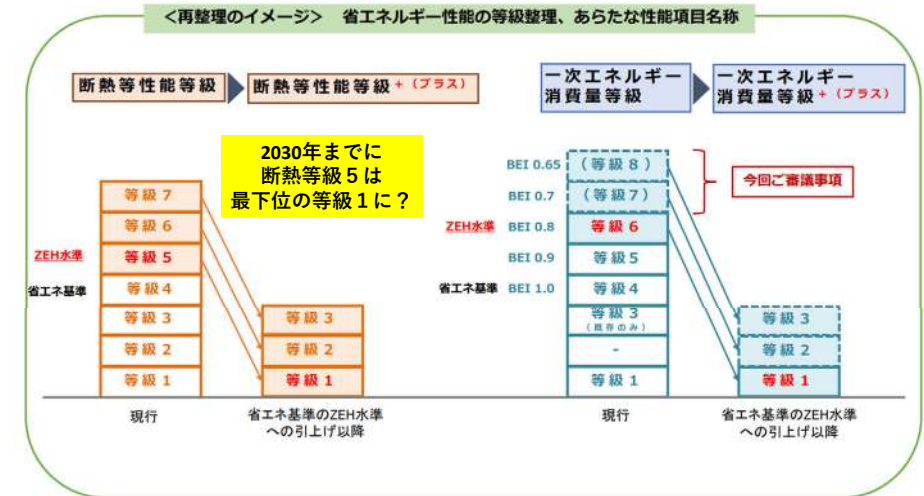 ＜再整理のイメージ＞　省エネルギー性能の等級整理、あらたな性能項目名称
断熱等性能等級
断熱等性能等級＋（プラス）
一次エネルギー
消費量等級
一次エネルギー
消費量等級＋（プラス）
2030年までに
断熱等級５は
最下位の等級１に？
等級７
等級６
ZEH水準
等級５
省エネ基準
等級４
等級３
等級２
等級１
等級３
等級２
等級１
現行
省エネ基準のZEH水準
への引上げ以降
BEI 0.65
（等級８）
BEI 0.7
（等級７）
今回ご審議事項
ZEH水準
BEI 0.8
等級６
BEI 0.9
等級５
省エネ基準
BEI 1.0
等級４
等級３
（既存のみ）
-
等級１
等級３
等級２
等級１
現行
省エネ基準のZEH水準
への引上げ以降